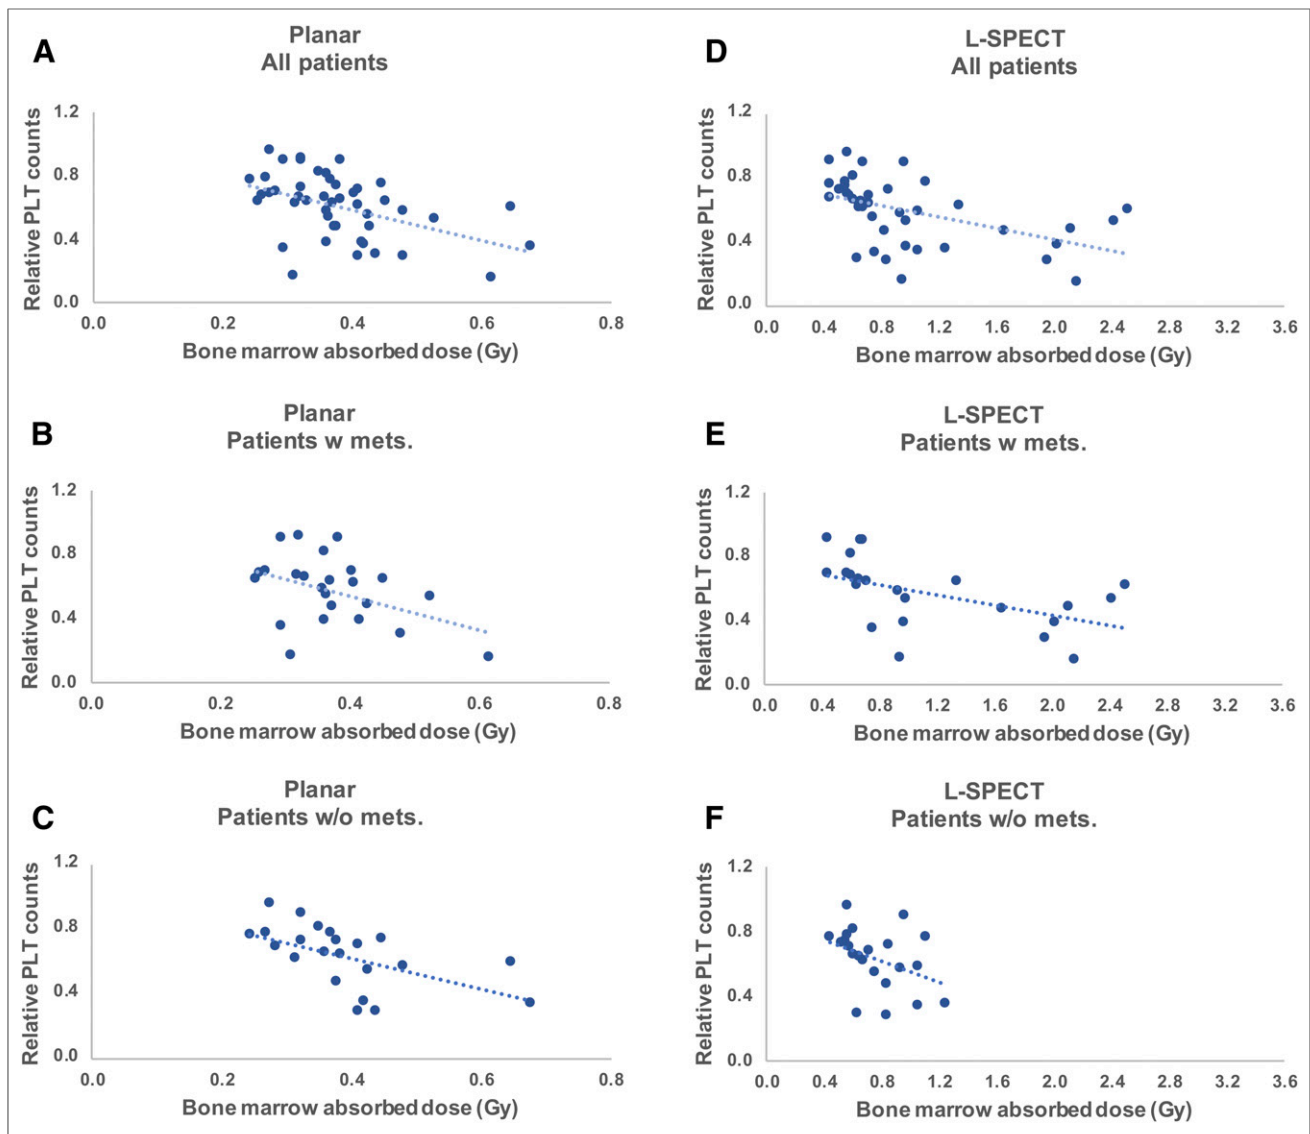 A
Planar
All patients
Relative PLT counts
1.2
0.8
0.4
0.0
0.0 0.2 0.4 0.6 0.8
Bone marrow absorbed dose (Gy)
D
L-SPECT
All patients
Relative PLT counts
1.2
0.8
0.4
0.0
0.0 0.4 0.8 1.2 1.6 2.0 2.4 2.8 3.2 3.6
Bone marrow absorbed dose (Gy)
B
Planar
Patients w mets.
Relative PLT counts
1.2
0.8
0.4
0.0
0.0 0.2 0.4 0.6 0.8
Bone marrow absorbed dose (Gy)
E
L-SPECT
Patients w mets.
Relative PLT counts
1.2
0.8
0.4
0.0
0.0 0.4 0.8 1.2 1.6 2.0 2.4 2.8 3.2 3.6
Bone marrow absorbed dose (Gy)
C
Planar
Patients w/o mets.
Relative PLT counts
1.2
0.8
0.4
0.0
0.0 0.2 0.4 0.6 0.8
Bone marrow absorbed dose (Gy)
F
L-SPECT
Patients w/o mets.
Relative PLT counts
1.2
0.8
0.4
0.0
0.0 0.4 0.8 1.2 1.6 2.0 2.4 2.8 3.2 3.6
Bone marrow absorbed dose (Gy)